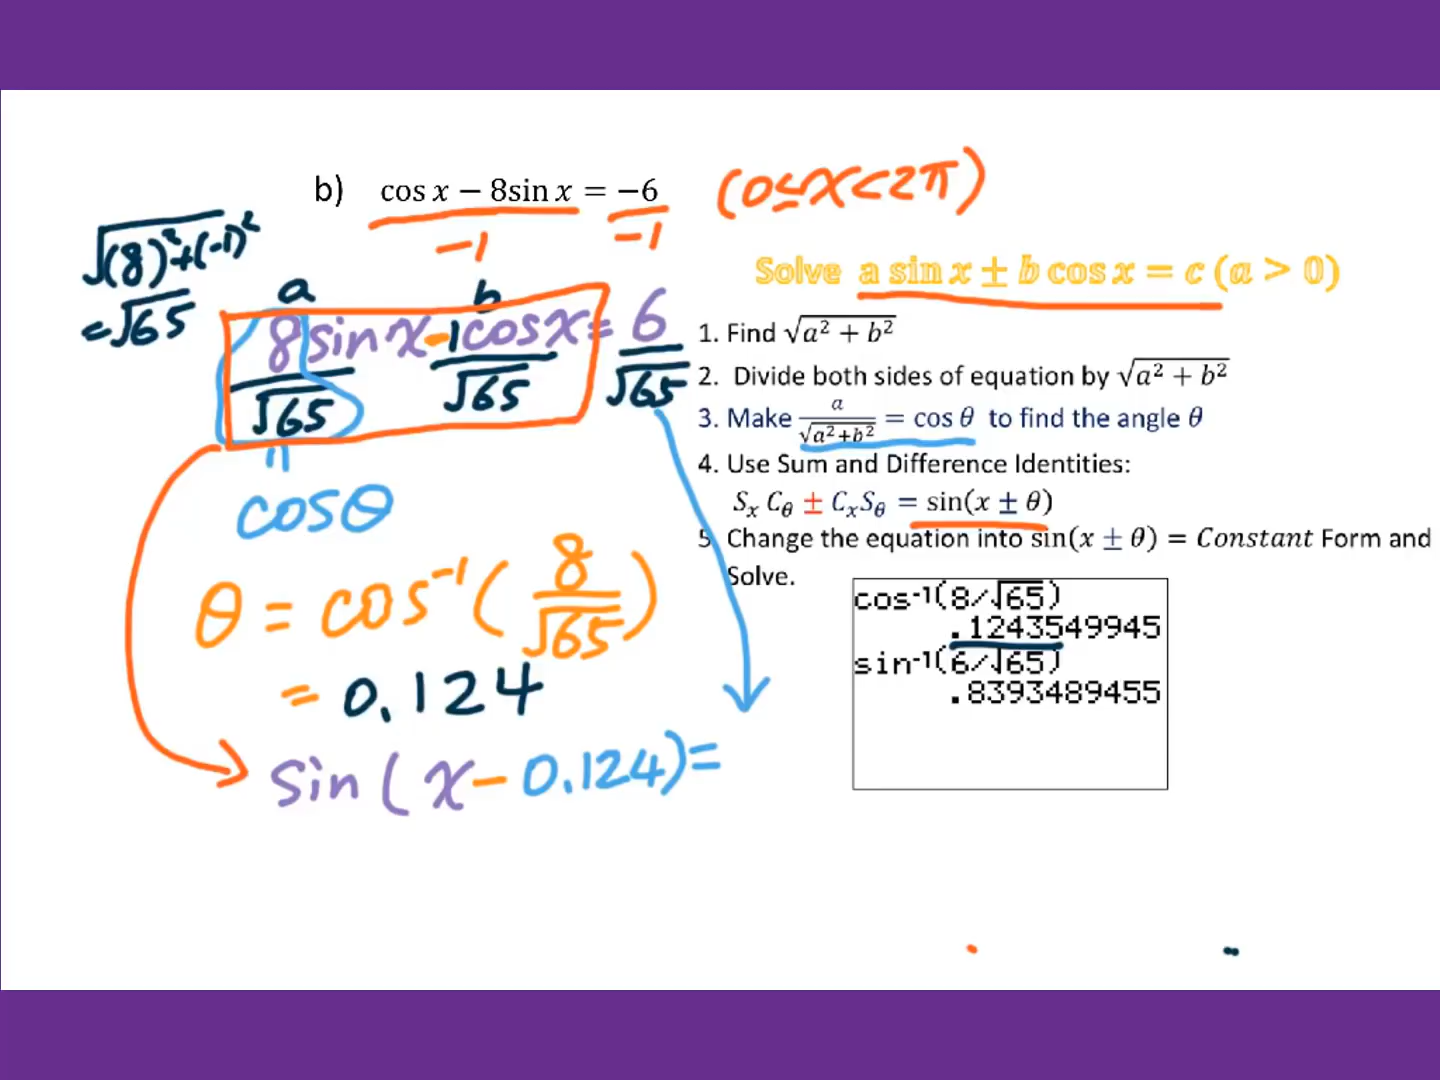 b) cos x − 8sin x = −6 (0≤x<2π)
−1 −1
√(8)²+(-1)²
=√65
Solve a sin x ± b cos x = c (a > 0)
a b
8sinx-1cosx=6
√65 √65 √65
1. Find √a² + b²
2. Divide both sides of equation by √a² + b²
3. Make a/√a²+b² = cos θ to find the angle θ
4. Use Sum and Difference Identities:
Sₓ Cθ ± CₓSθ = sin(x ± θ)
5. Change the equation into sin(x ± θ) = Constant Form and
Solve.
cosθ
θ = cos⁻¹(8/√65)
= 0.124
sin(x-0.124)=
cos⁻¹(8/√65)
.1243549945
sin⁻¹(6/√65)
.8393489455